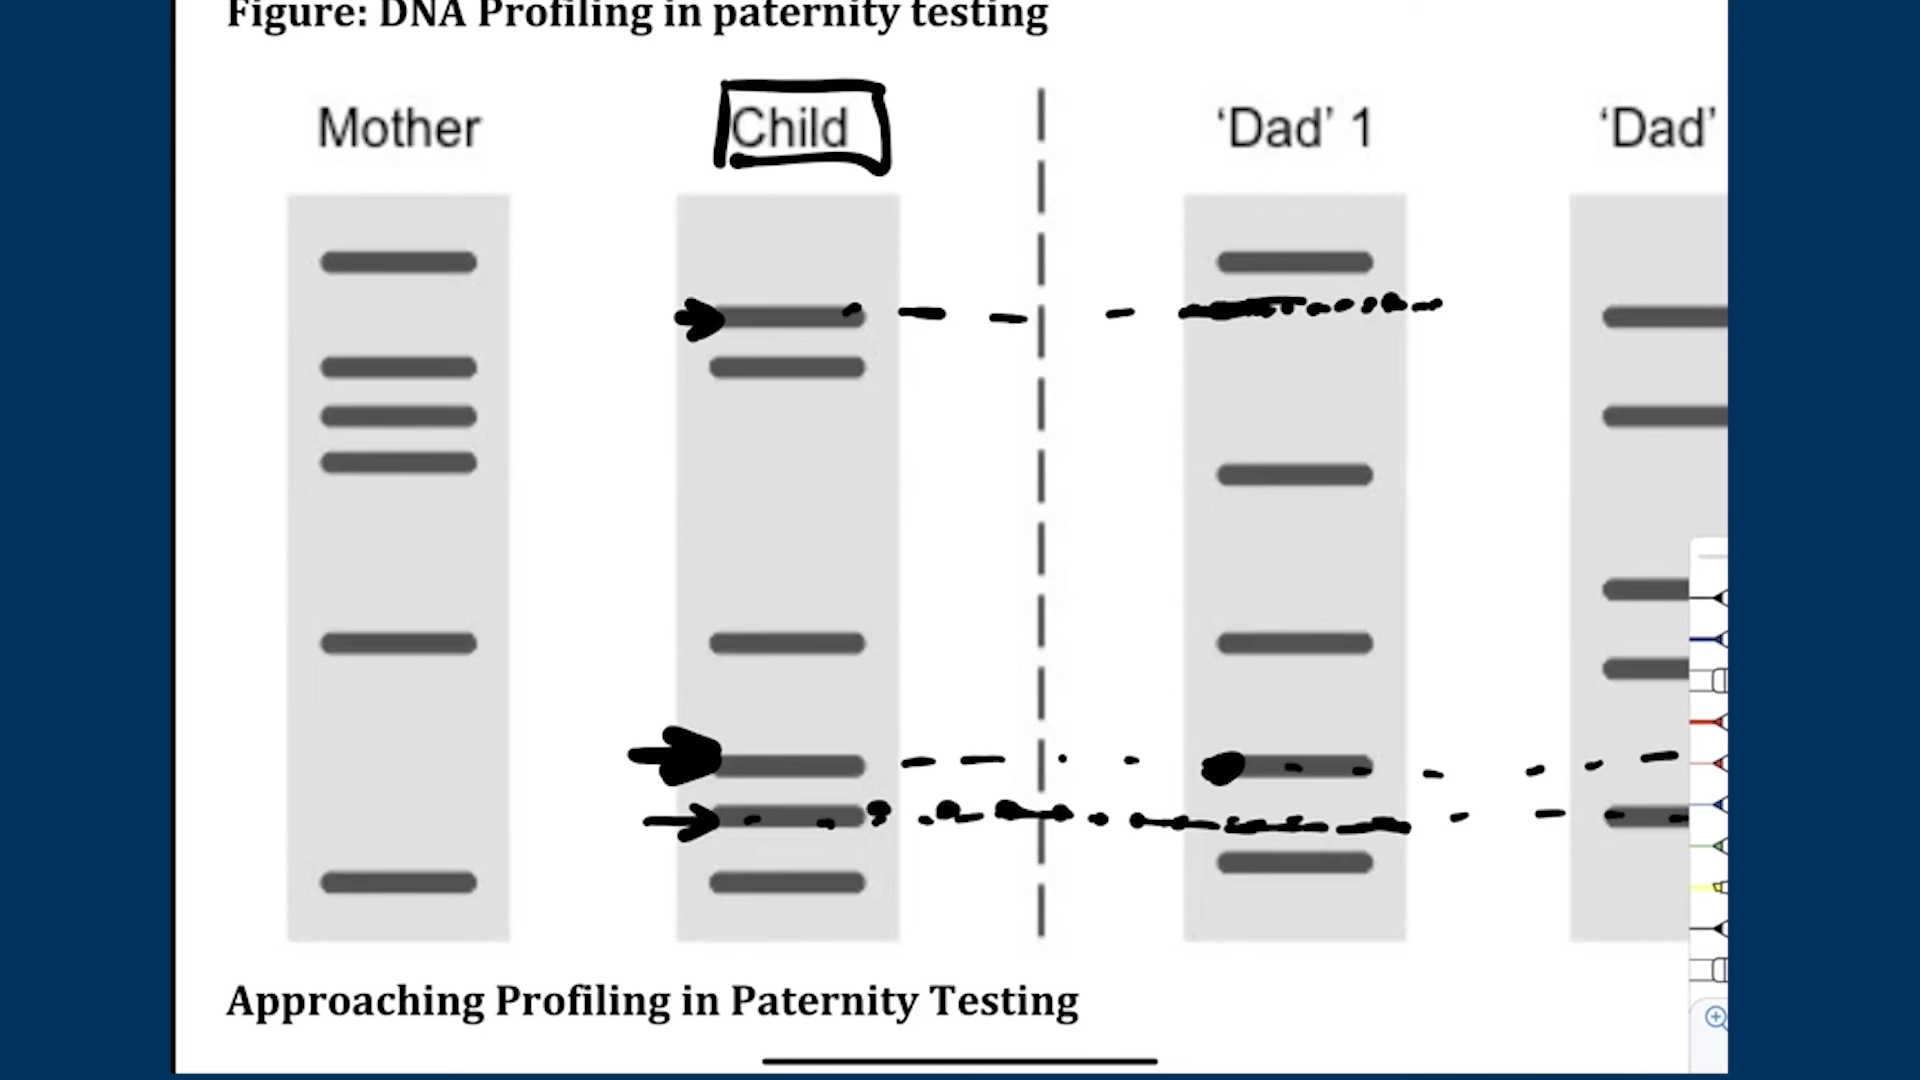 Figure: DNA Profiling in paternity testing
Mother
Child
‘Dad’ 1
‘Dad’
Approaching Profiling in Paternity Testing